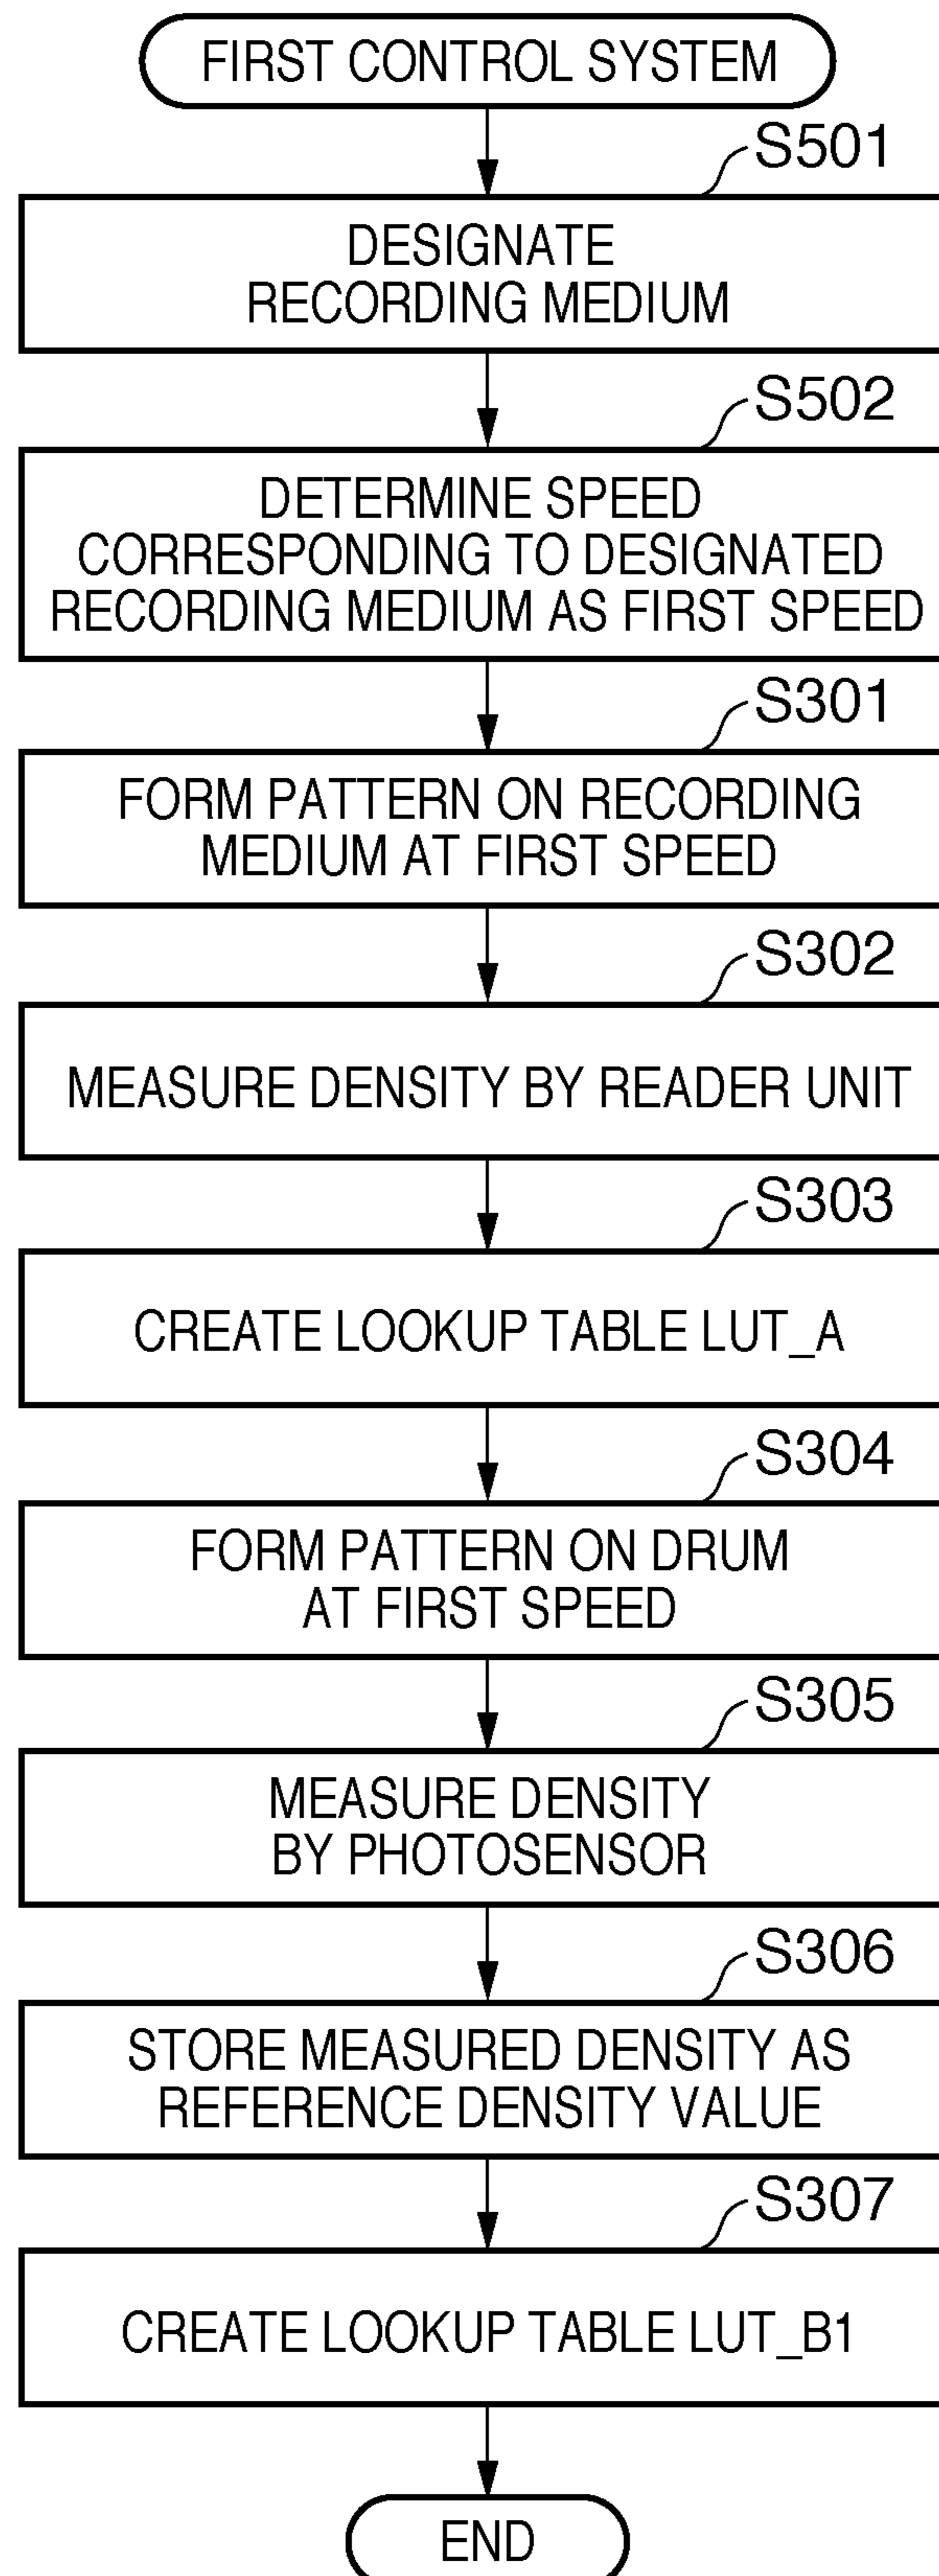 FIRST CONTROL SYSTEM
S501
DESIGNATE
RECORDING MEDIUM
S502
DETERMINE SPEED
CORRESPONDING TO DESIGNATED
RECORDING MEDIUM AS FIRST SPEED
S301
FORM PATTERN ON RECORDING
MEDIUM AT FIRST SPEED
S302
MEASURE DENSITY BY READER UNIT
S303
CREATE LOOKUP TABLE LUT_A
S304
FORM PATTERN ON DRUM
AT FIRST SPEED
S305
MEASURE DENSITY
BY PHOTOSENSOR
S306
STORE MEASURED DENSITY AS
REFERENCE DENSITY VALUE
S307
CREATE LOOKUP TABLE LUT_B1
END